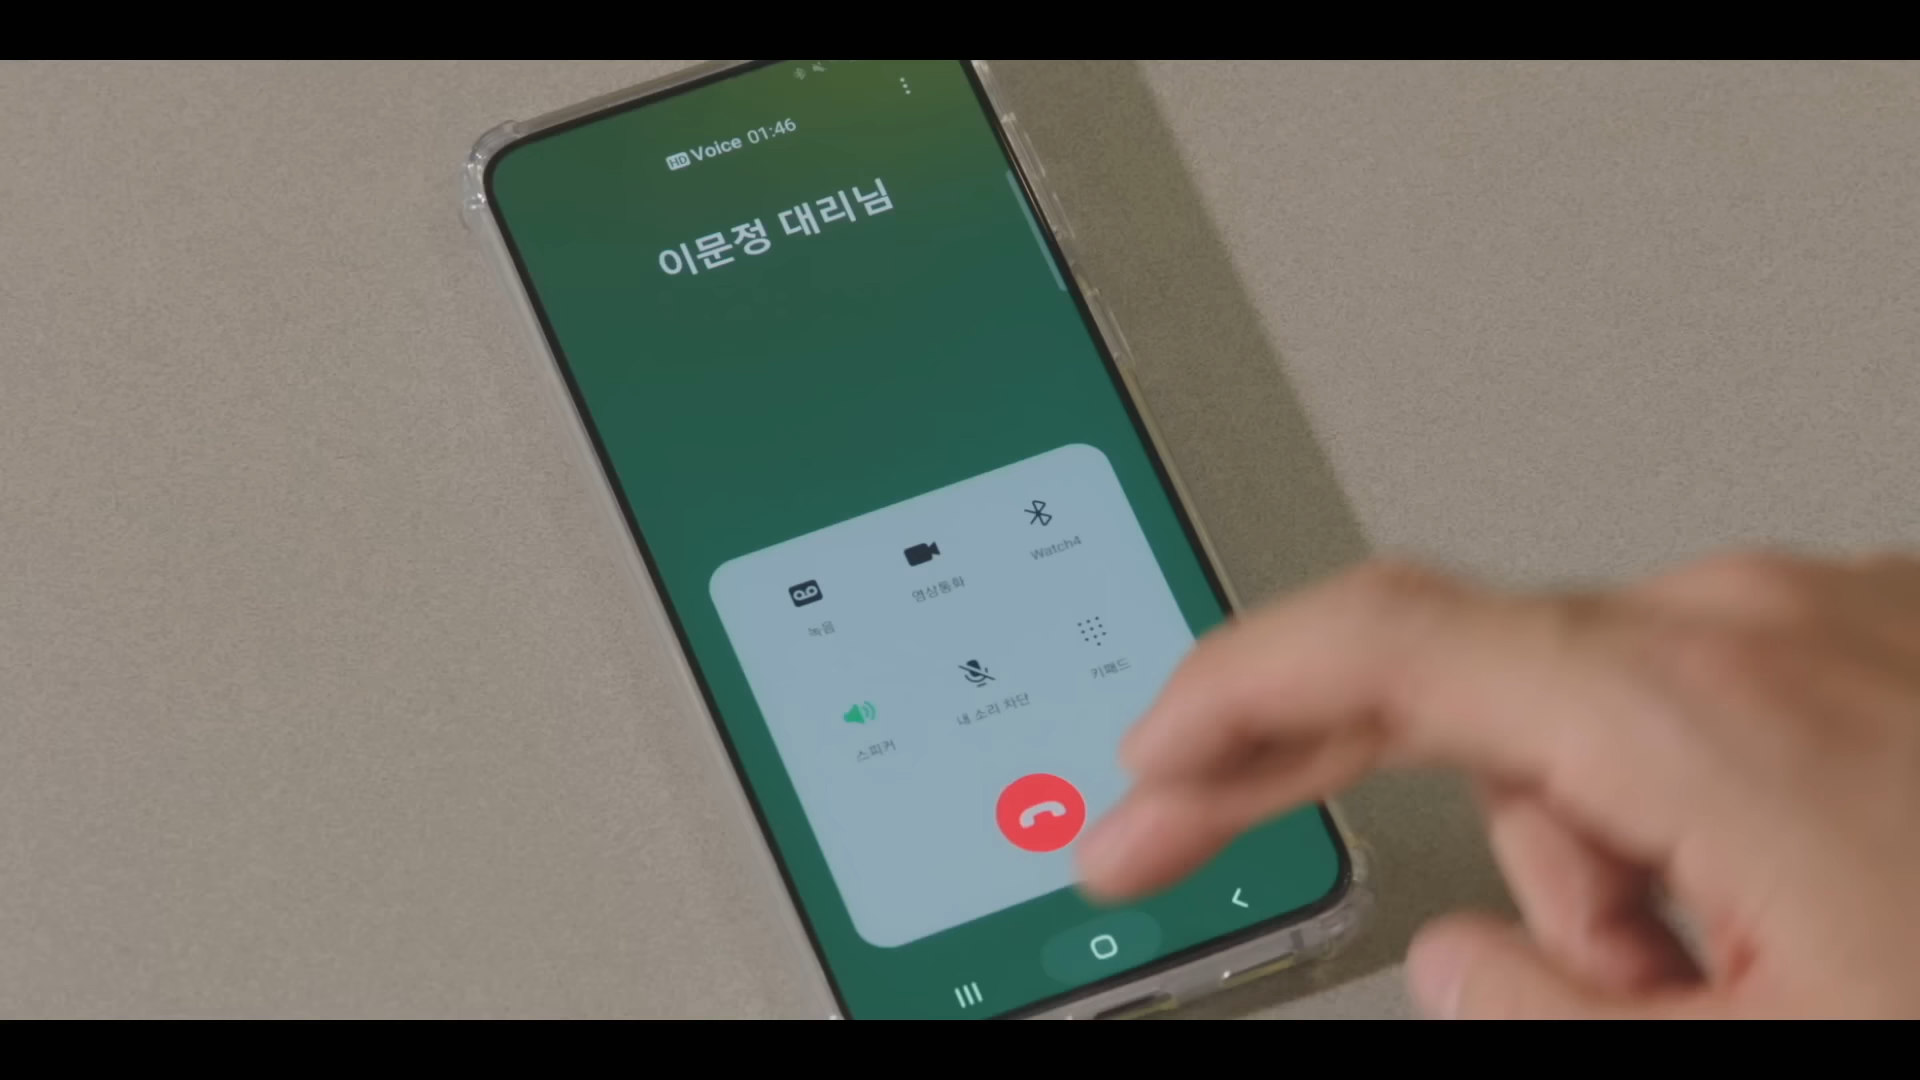 HD Voice 01:46
이문정 대리님
녹음
영상통화
Watch4
스피커
내 소리 차단
키패드